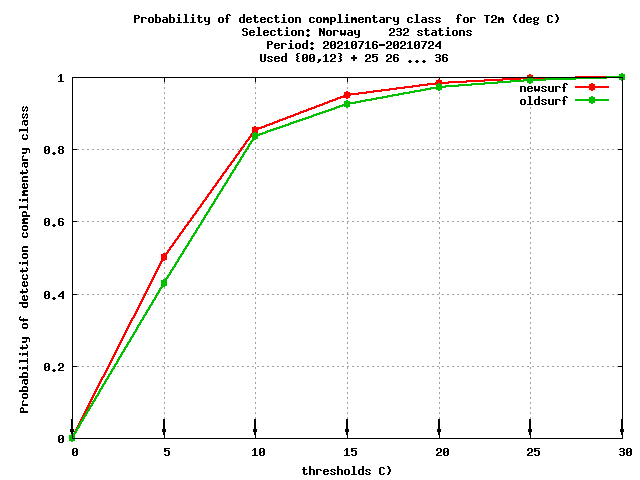 Probability of detection complimentary class  for T2m (deg C)
Selection: Norway    232 stations
Period: 20210716-20210724
Used {00,12} + 25 26 ... 36
newsurf
oldsurf
Probability of detection complimentary class
1
0.8
0.6
0.4
0.2
0
0 5 10 15 20 25 30
thresholds C)